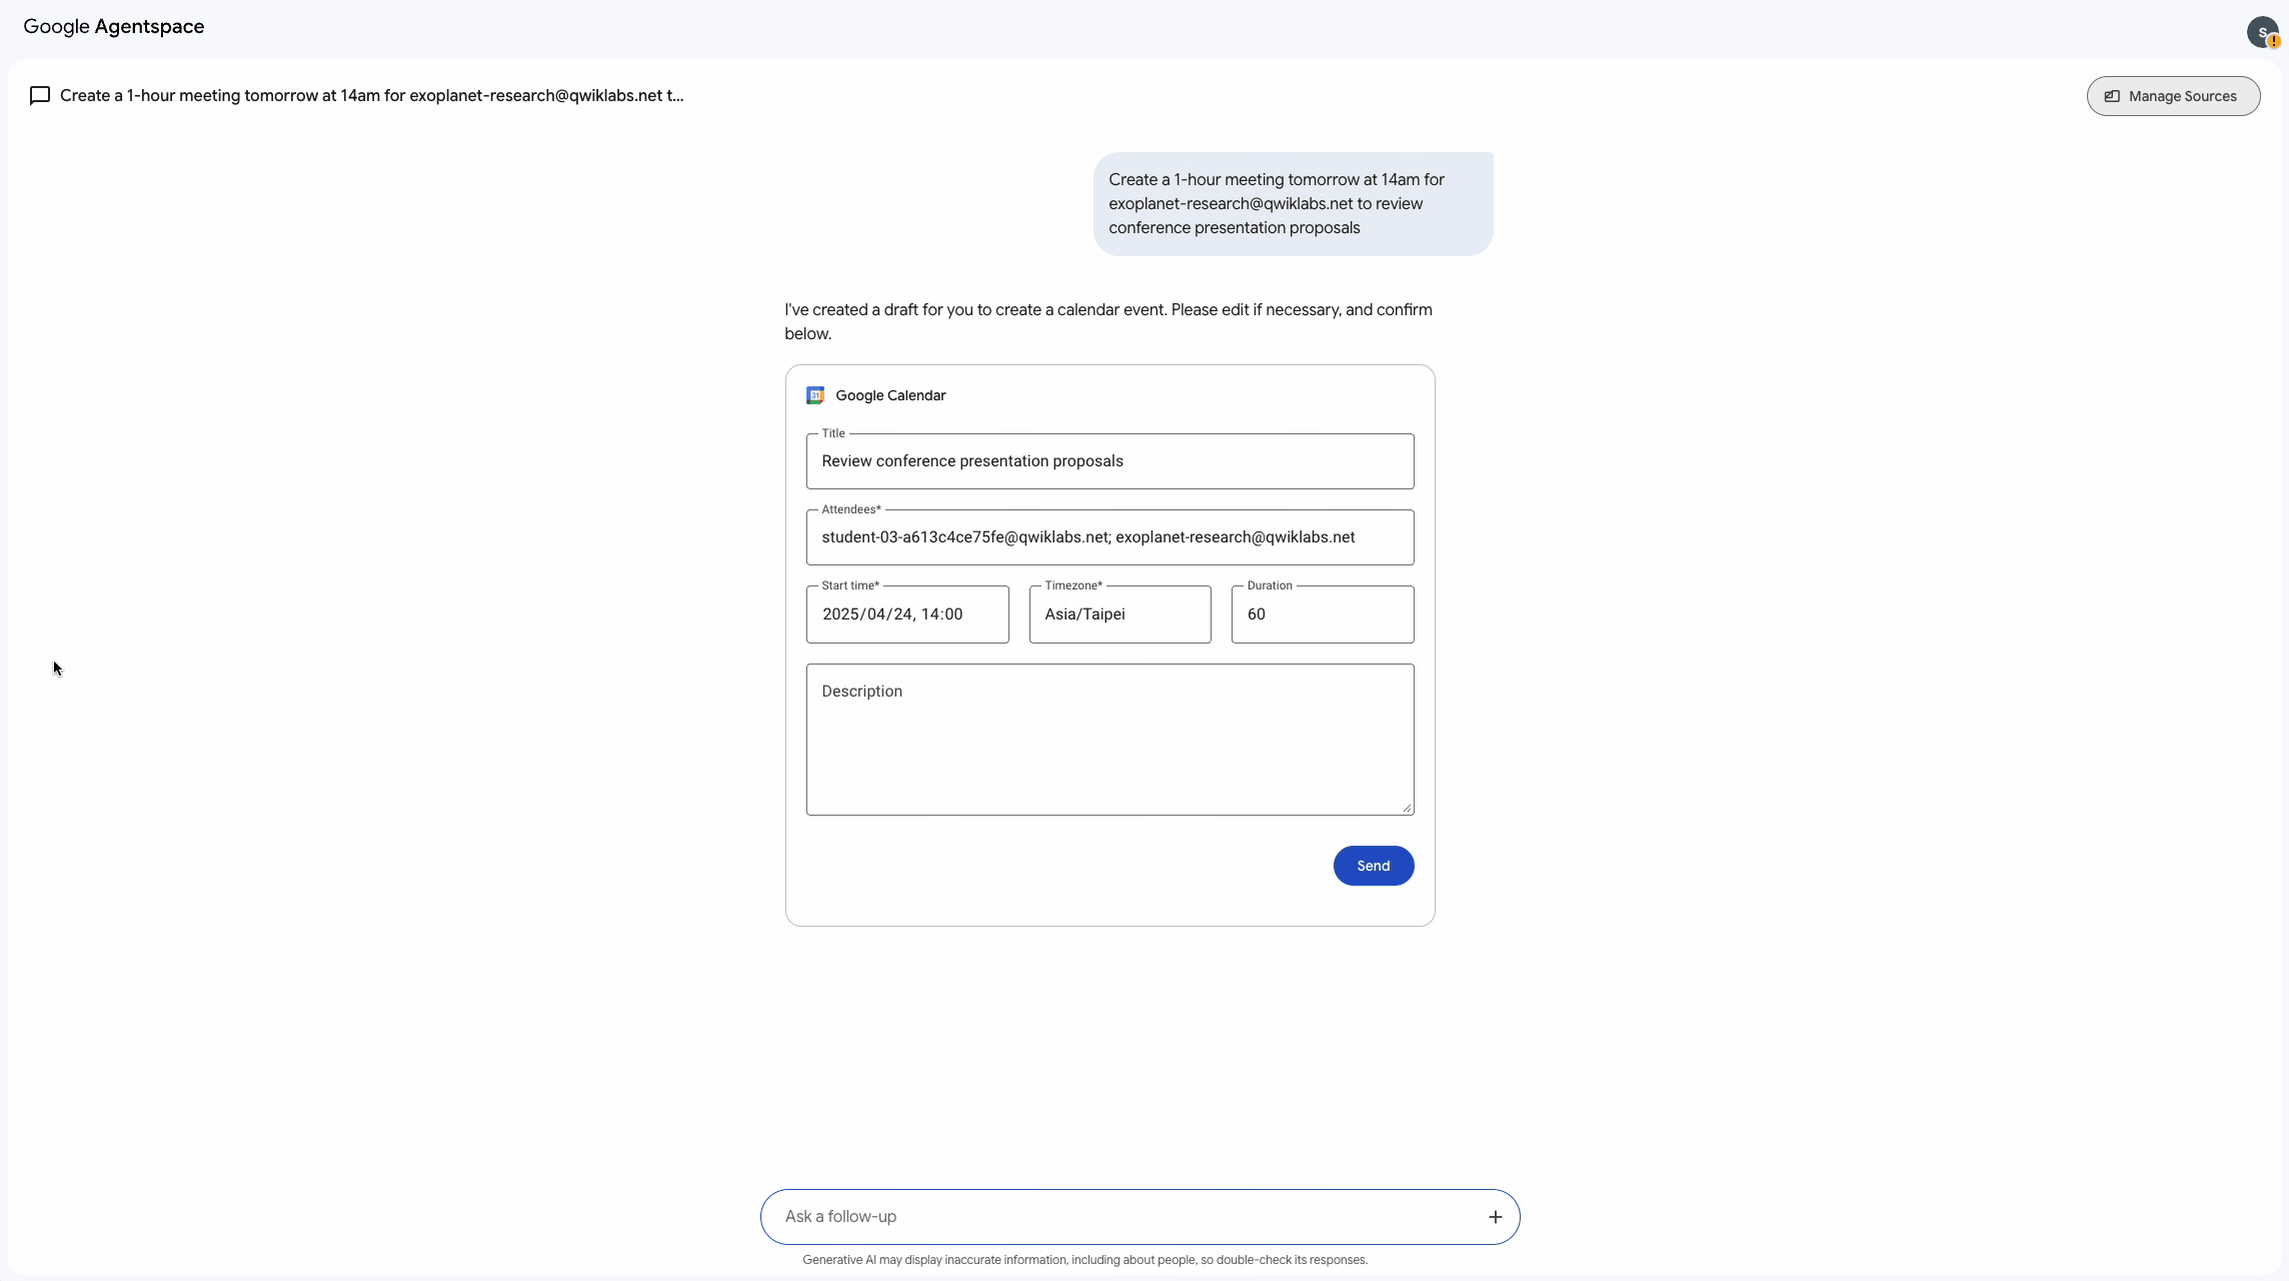 Google Agentspace
S
!
Create a 1-hour meeting tomorrow at 14am for exoplanet-research@qwiklabs.net t...
Manage Sources
Create a 1-hour meeting tomorrow at 14am for
exoplanet-research@qwiklabs.net to review
conference presentation proposals
I've created a draft for you to create a calendar event. Please edit if necessary, and confirm
below.
31
Google Calendar
Title
Review conference presentation proposals
Attendees*
student-03-a613c4ce75fe@qwiklabs.net; exoplanet-research@qwiklabs.net
Start time* Timezone* Duration
2025/04/24, 14:00 Asia/Taipei 60
Description
Send
Ask a follow-up +
Generative AI may display inaccurate information, including about people, so double-check its responses.